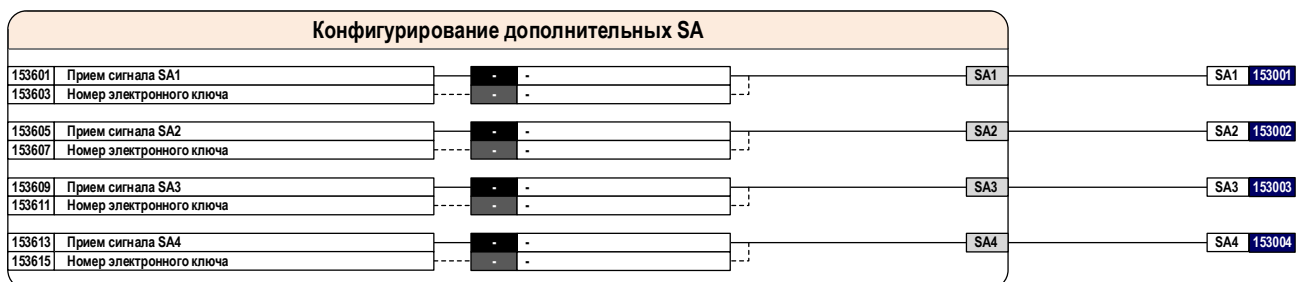 Конфигурирование дополнительных SA
153601 Прием сигнала SA1 - - SA1 SA1 153001
153603 Номер электронного ключа - -
153605 Прием сигнала SA2 - - SA2 SA2 153002
153607 Номер электронного ключа - -
153609 Прием сигнала SA3 - - SA3 SA3 153003
153611 Номер электронного ключа - -
153613 Прием сигнала SA4 - - SA4 SA4 153004
153615 Номер электронного ключа - -